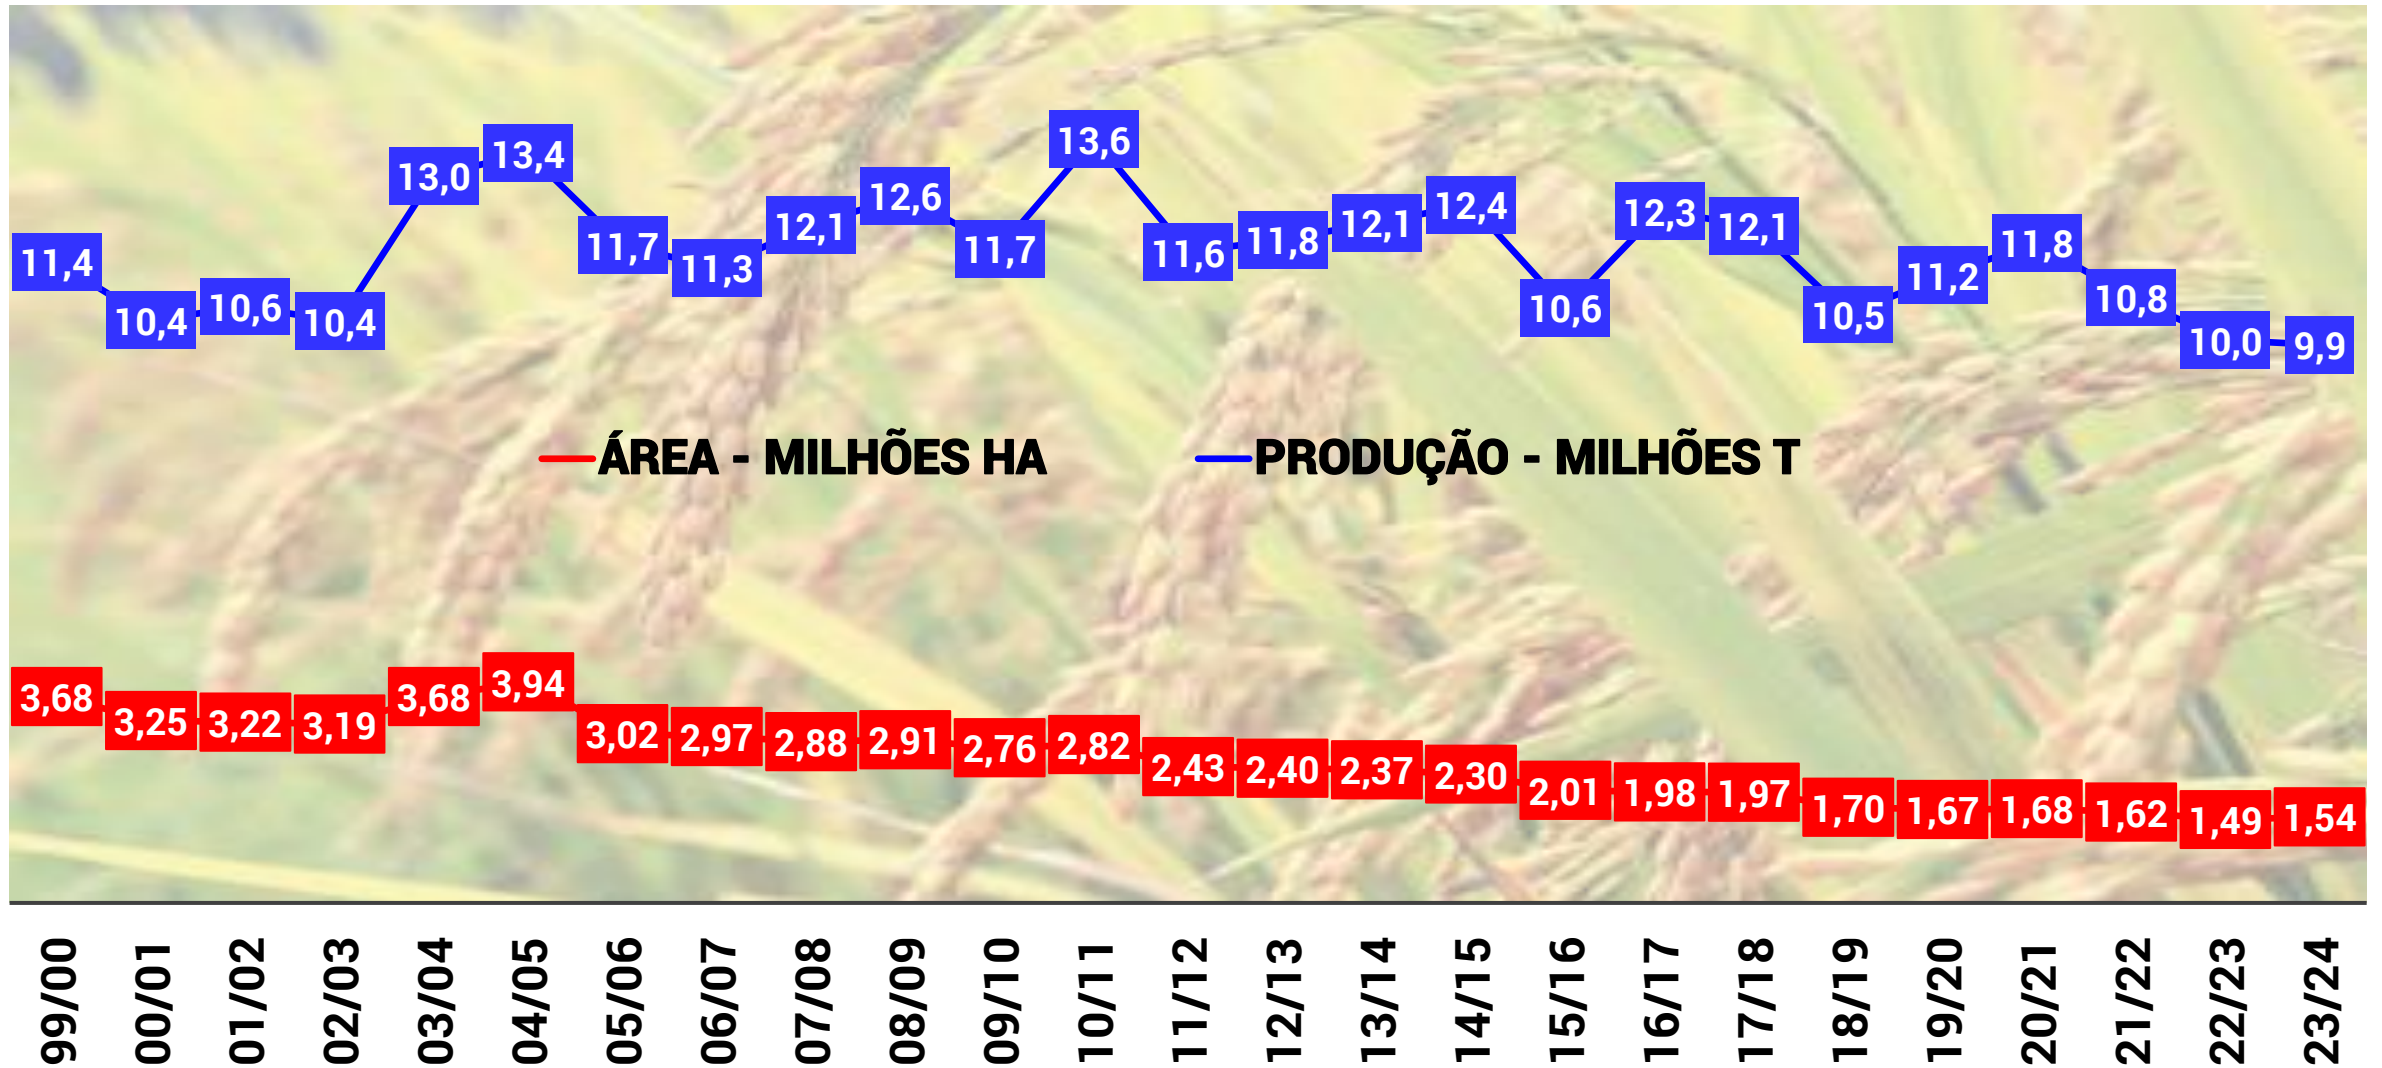 11,4 10,4 10,6 10,4 13,0 13,4 11,7 11,3 12,1 12,6 11,7 13,6 11,6 11,8 12,1 12,4 10,6 12,3 12,1 10,5 11,2 11,8 10,8 10,0 9,9
ÁREA - MILHÕES HA PRODUÇÃO - MILHÕES T
3,68 3,25 3,22 3,19 3,68 3,94 3,02 2,97 2,88 2,91 2,76 2,82 2,43 2,40 2,37 2,30 2,01 1,98 1,97 1,70 1,67 1,68 1,62 1,49 1,54
99/00 00/01 01/02 02/03 03/04 04/05 05/06 06/07 07/08 08/09 09/10 10/11 11/12 12/13 13/14 14/15 15/16 16/17 17/18 18/19 19/20 20/21 21/22 22/23 23/24